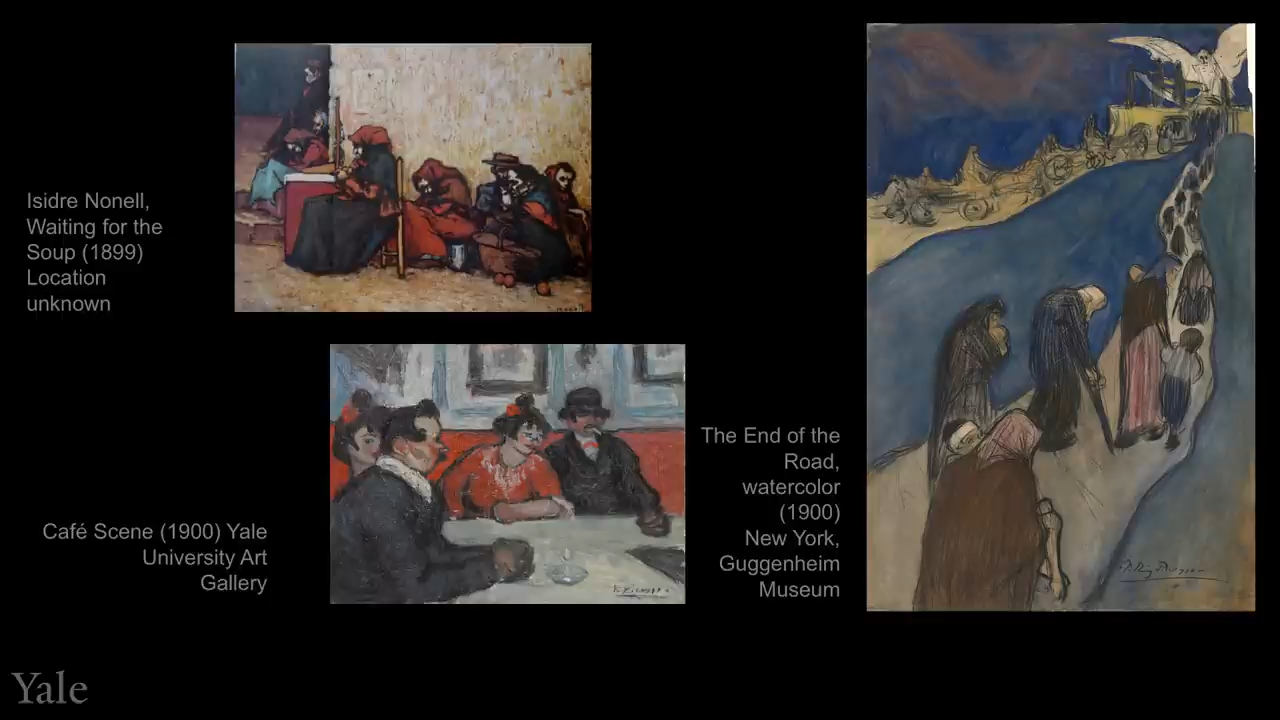 Isidre Nonell,
Waiting for the
Soup (1899)
Location
unknown
Café Scene (1900) Yale
University Art
Gallery
The End of the
Road,
watercolor
(1900)
New York,
Guggenheim
Museum
Yale